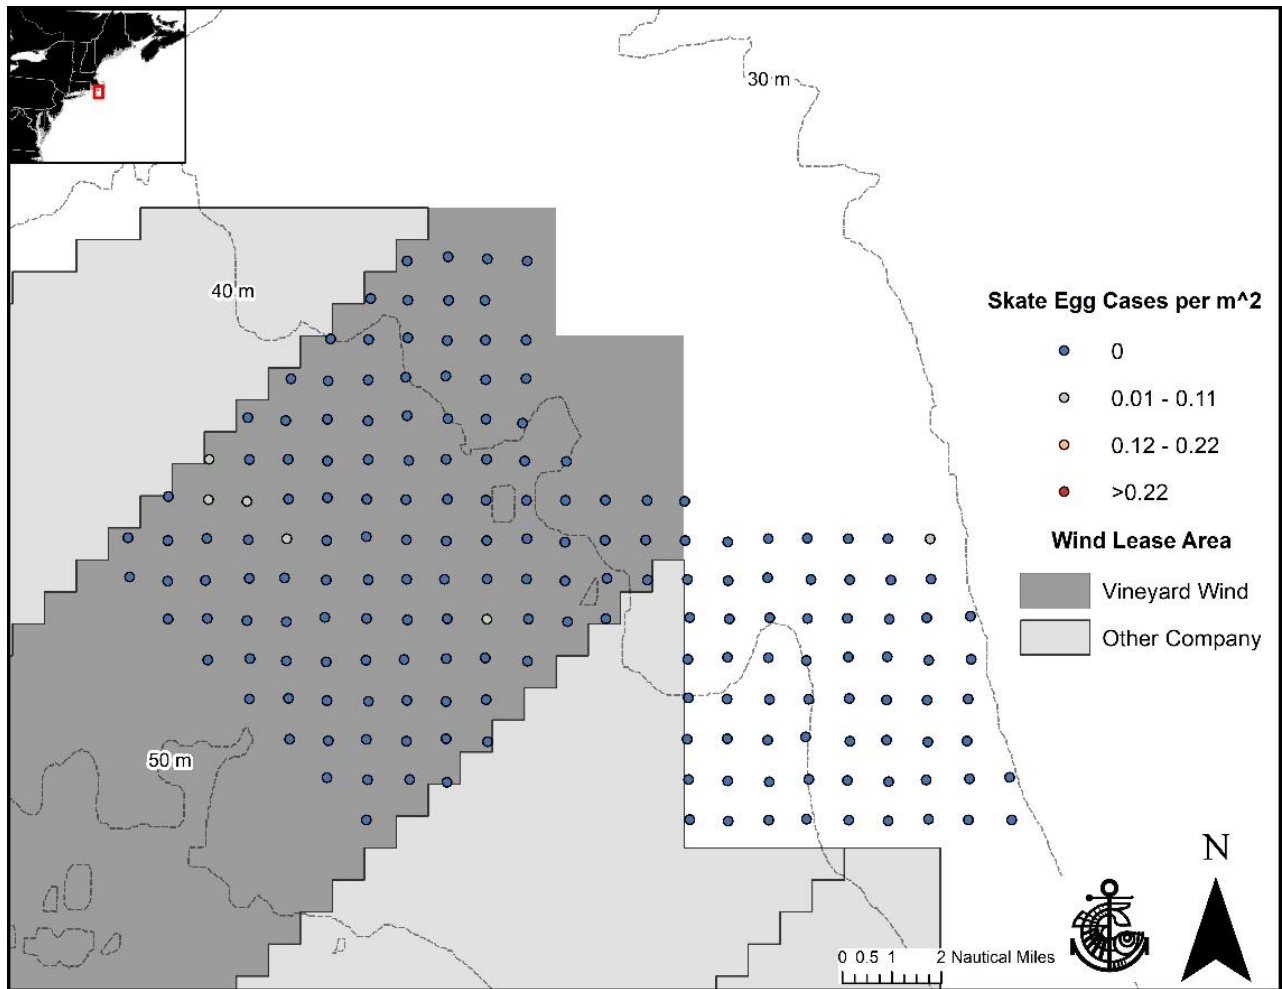 30 m
40 m
Skate Egg Cases per m^2
0
0.01 - 0.11
0.12 - 0.22
>0.22
Wind Lease Area
Vineyard Wind
Other Company
50 m
N
0 0.5 1 2 Nautical Miles